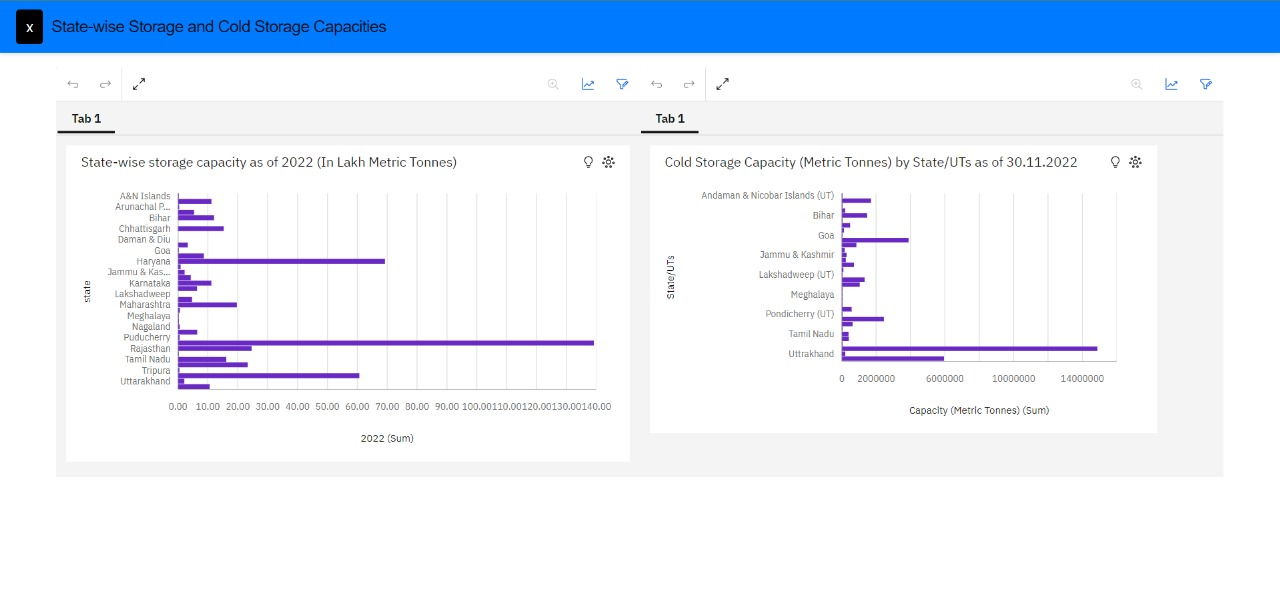 x State-wise Storage and Cold Storage Capacities
Tab 1
State-wise storage capacity as of 2022 (In Lakh Metric Tonnes)
state
A&N Islands
Arunachal P...
Bihar
Chhattisgarh
Daman & Diu
Goa
Haryana
Jammu & Kas...
Karnataka
Lakshadweep
Maharashtra
Meghalaya
Nagaland
Puducherry
Rajasthan
Tamil Nadu
Tripura
Uttarakhand
0.00 10.00 20.00 30.00 40.00 50.00 60.00 70.00 80.00 90.00 100.00 110.00 120.00 130.00 140.00
2022 (Sum)
Tab 1
Cold Storage Capacity (Metric Tonnes) by State/UTs as of 30.11.2022
State/UTs
Andaman & Nicobar Islands (UT)
Bihar
Goa
Jammu & Kashmir
Lakshadweep (UT)
Meghalaya
Pondicherry (UT)
Tamil Nadu
Uttrakhand
0 2000000 6000000 10000000 14000000
Capacity (Metric Tonnes) (Sum)